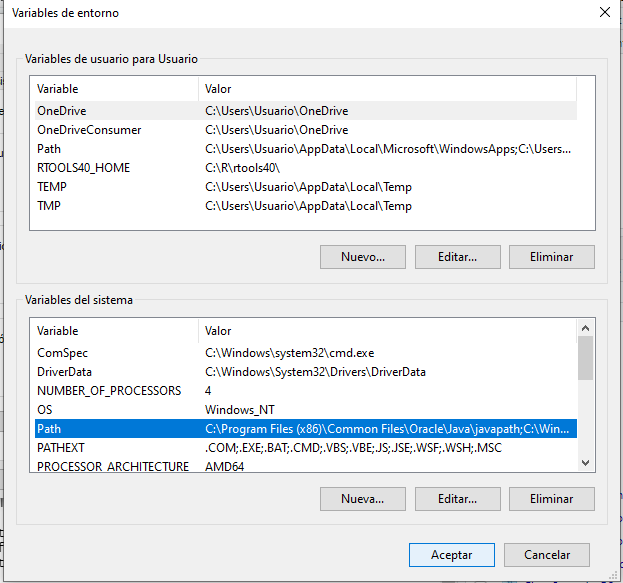 Variables de entorno
Variables de usuario para Usuario
Variable Valor
OneDrive C:\Users\Usuario\OneDrive
OneDriveConsumer C:\Users\Usuario\OneDrive
Path C:\Users\Usuario\AppData\Local\Microsoft\WindowsApps;C:\Users...
RTOOLS40_HOME C:\R\rtools40\
TEMP C:\Users\Usuario\AppData\Local\Temp
TMP C:\Users\Usuario\AppData\Local\Temp
Nuevo... Editar... Eliminar
Variables del sistema
Variable Valor
ComSpec C:\Windows\system32\cmd.exe
DriverData C:\Windows\System32\Drivers\DriverData
NUMBER_OF_PROCESSORS 4
OS Windows_NT
Path C:\Program Files (x86)\Common Files\Oracle\Java\javapath;C:\Win...
PATHEXT .COM;.EXE;.BAT;.CMD;.VBS;.VBE;.JS;.JSE;.WSF;.WSH;.MSC
PROCESSOR_ARCHITECTURE AMD64
Nueva... Editar... Eliminar
Aceptar Cancelar